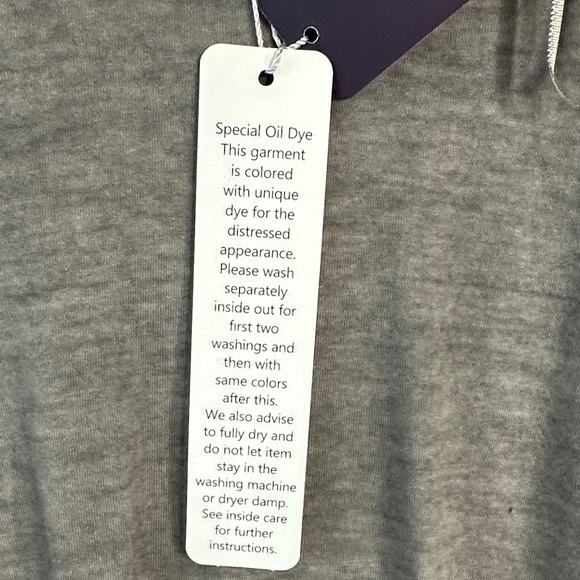 Special Oil Dye
This garment
is colored
with unique
dye for the
distressed
appearance.
Please wash
separately
inside out for
first two
washings and
then with
same colors
after this.
We also advise
to fully dry and
do not let item
stay in the
washing machine
or dryer damp.
See inside care
for further
instructions.